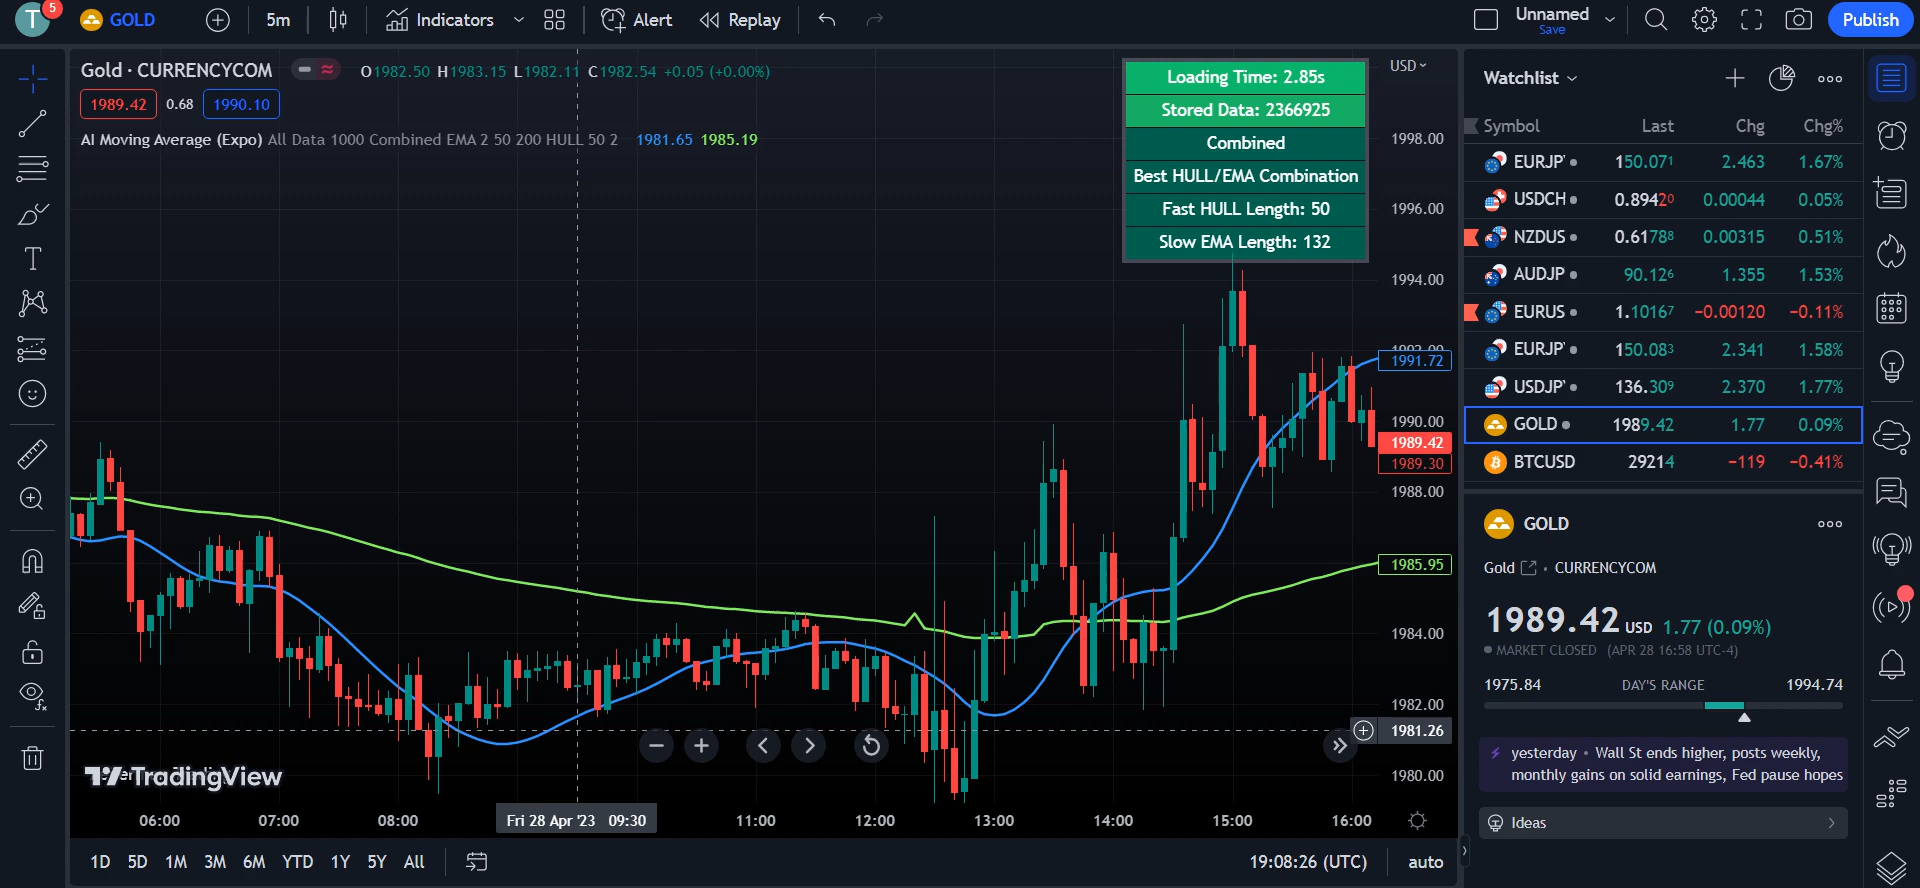 T 5 GOLD 5m Indicators Alert Replay Unnamed Save Publish
Gold · CURRENCYCOM O1982.50 H1983.15 L1982.11 C1982.54 +0.05 (+0.00%)
1989.42 0.68 1990.10
AI Moving Average (Expo) All Data 1000 Combined EMA 2 50 200 HULL 50 2 1981.65 1985.19
Loading Time: 2.85s
Stored Data: 2366925
Combined
Best HULL/EMA Combination
Fast HULL Length: 50
Slow EMA Length: 132
USD
1998.00
1996.00
1994.00
1991.72
1990.00
1989.42
1989.30
1988.00
1985.95
1984.00
1982.00
1981.26
1980.00
TradingView
06:00 07:00 08:00 Fri 28 Apr '23 09:30 11:00 12:00 13:00 14:00 15:00 16:00
1D 5D 1M 3M 6M YTD 1Y 5Y All 19:08:26 (UTC) auto
Watchlist
Symbol Last Chg Chg%
EURJP 150.071 2.463 1.67%
USDCH 0.89420 0.00044 0.05%
NZDUS 0.61788 0.00315 0.51%
AUDJP 90.126 1.355 1.53%
EURUS 1.10167 −0.00120 −0.11%
EURJP 150.083 2.341 1.58%
USDJP 136.309 2.370 1.77%
GOLD 1989.42 1.77 0.09%
BTCUSD 29214 −119 −0.41%
GOLD
Gold · CURRENCYCOM
1989.42 USD 1.77 (0.09%)
MARKET CLOSED (APR 28 16:58 UTC-4)
1975.84 DAY'S RANGE 1994.74
yesterday • Wall St ends higher, posts weekly,
monthly gains on solid earnings, Fed pause hopes
Ideas